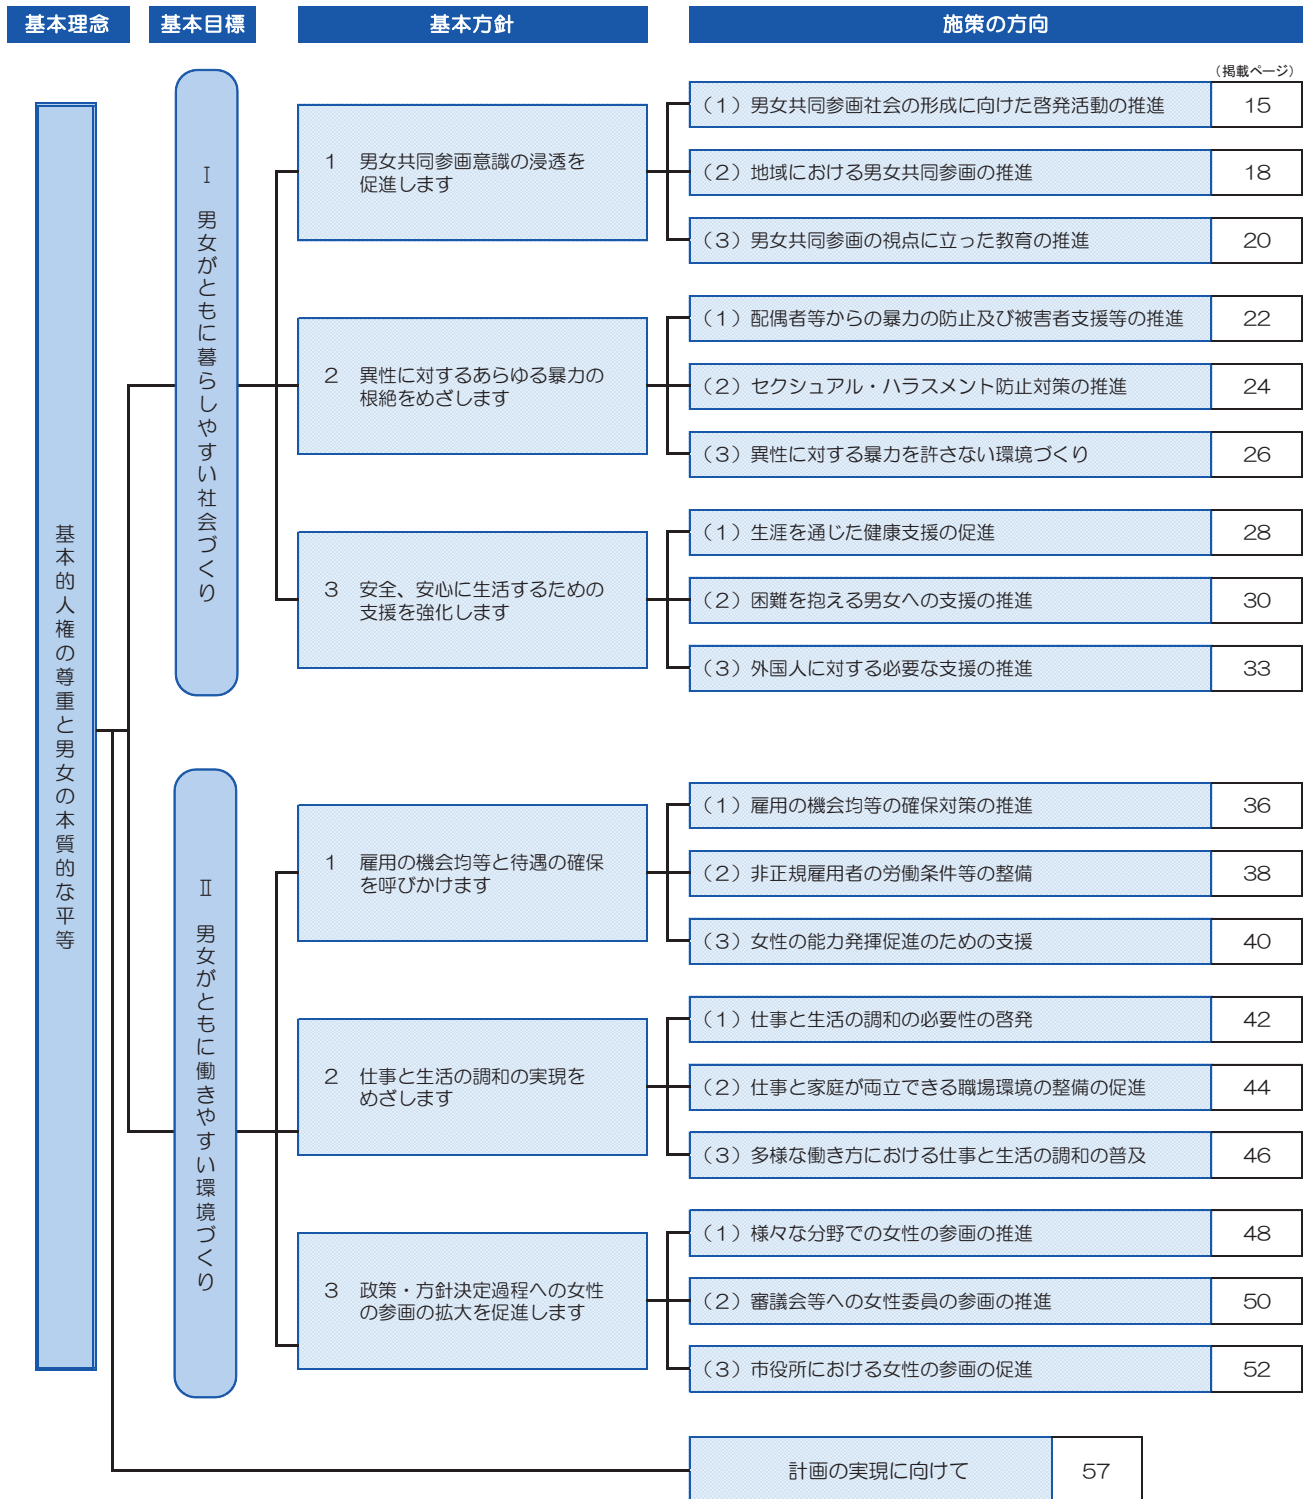 基本理念
基本目標
基本方針
施策の方向
（掲載ページ）
基本的人権の尊重と男女の本質的な平等
Ⅰ　男女がともに暮らしやすい社会づくり
1　男女共同参画意識の浸透を
促進します
（1）男女共同参画社会の形成に向けた啓発活動の推進　15
（2）地域における男女共同参画の推進　18
（3）男女共同参画の視点に立った教育の推進　20
2　異性に対するあらゆる暴力の
根絶をめざします
（1）配偶者等からの暴力の防止及び被害者支援等の推進　22
（2）セクシュアル・ハラスメント防止対策の推進　24
（3）異性に対する暴力を許さない環境づくり　26
3　安全、安心に生活するための
支援を強化します
（1）生涯を通じた健康支援の促進　28
（2）困難を抱える男女への支援の推進　30
（3）外国人に対する必要な支援の推進　33
Ⅱ　男女がともに働きやすい環境づくり
1　雇用の機会均等と待遇の確保
を呼びかけます
（1）雇用の機会均等の確保対策の推進　36
（2）非正規雇用者の労働条件等の整備　38
（3）女性の能力発揮促進のための支援　40
2　仕事と生活の調和の実現を
めざします
（1）仕事と生活の調和の必要性の啓発　42
（2）仕事と家庭が両立できる職場環境の整備の促進　44
（3）多様な働き方における仕事と生活の調和の普及　46
3　政策・方針決定過程への女性
の参画の拡大を促進します
（1）様々な分野での女性の参画の推進　48
（2）審議会等への女性委員の参画の推進　50
（3）市役所における女性の参画の促進　52
計画の実現に向けて　57